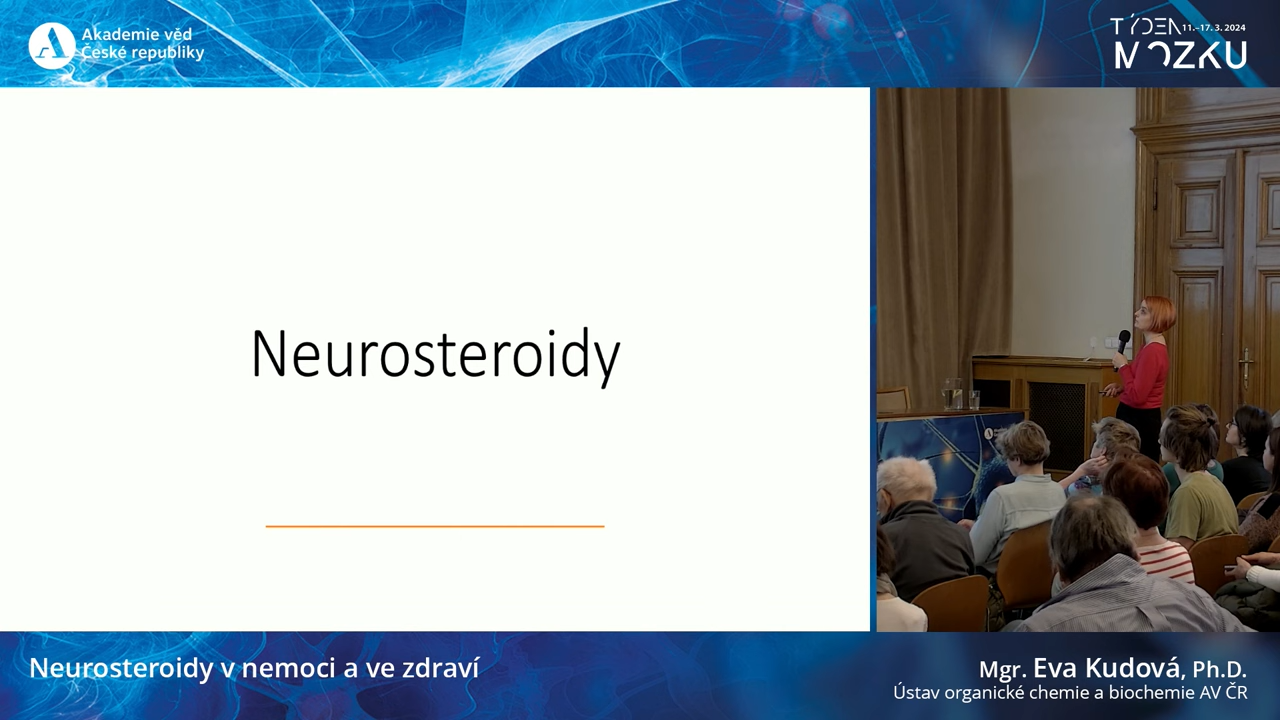 Akademie věd
České republiky
TÝDEN 11.–17. 3. 2024
MOZKU
Neurosteroidy
Neurosteroidy v nemoci a ve zdraví
Mgr. Eva Kudová, Ph.D.
Ústav organické chemie a biochemie AV ČR